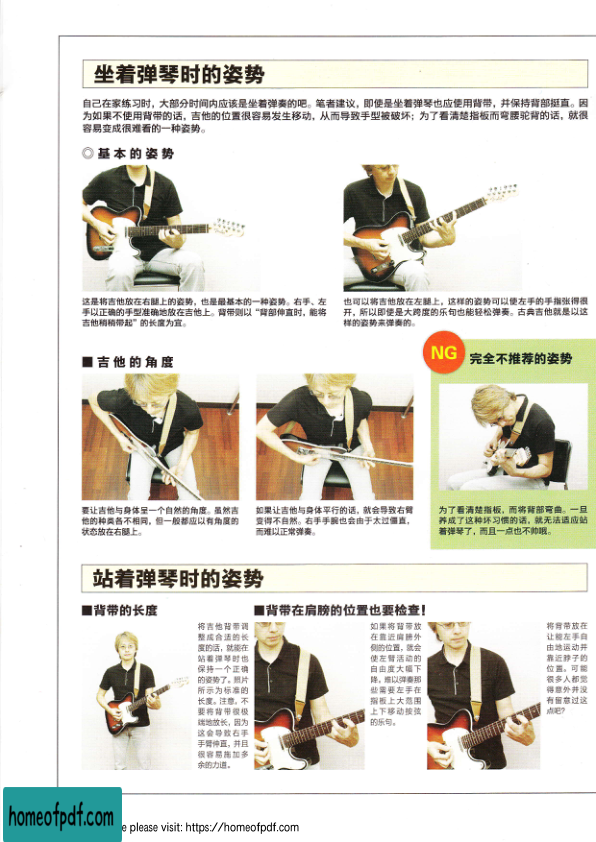 坐着弹琴时的姿势
自己在家练习时，大部分时间内应该是坐着弹奏的吧。笔者建议，即使是坐着弹琴也应使用背带，并保持背部挺直。因
为如果不使用背带的话，吉他的位置很容易发生移动，从而导致手型被破坏；为了看清楚指板而弯腰驼背的话，就很
容易变成很难看的一种姿势。
◎基本的姿势
这是将吉他放在右腿上的姿势，也是最基本的一种姿势。右手、左
手以正确的手型准确地放在吉他上。背带则以“背部伸直时，能将
吉他稍稍带起”的长度为宜。
也可以将吉他放在左腿上，这样的姿势可以使左手的手指张得很
开，所以即使是大跨度的乐句也能轻松弹奏。古典吉他就是以这
样的姿势来弹奏的。
■吉他的角度
要让吉他与身体呈一个自然的角度。虽然吉
他的种类各不相同，但一般都应以有角度的
状态放在右腿上。
如果让吉他与身体平行的话，就会导致右臂
变得不自然。右手手腕也会由于太过僵直，
而难以正常弹奏。
NG 完全不推荐的姿势
为了看清楚指板，而将背部弯曲。一旦
养成了这种坏习惯的话，就无法适应站
着弹琴了，而且一点也不帅哦。
站着弹琴时的姿势
■背带的长度
将吉他背带调
整成合适的长
度的话，就能在
站着弹琴时也
保持一个正确
的姿势了。照片
所示为标准的
长度。注意，不
要将背带很极
端地放长，因为
这会导致右手
手臂伸直，并且
很容易施加多
余的力道。
■背带在肩膀的位置也要检查！
如果将背带放
在靠近肩膀外
侧的位置，就会
使左臂活动的
自由度大幅下
降，难以弹奏那
些需要左手在
指板上大范围
上下移动按弦
的乐句。
将背带放在
让能左手自
由地运动开
靠近脖子的
位置。可能
很多人都觉
得意外并没
有留意过这
点吧？
homeofpdf.com
e please visit: https://homeofpdf.com